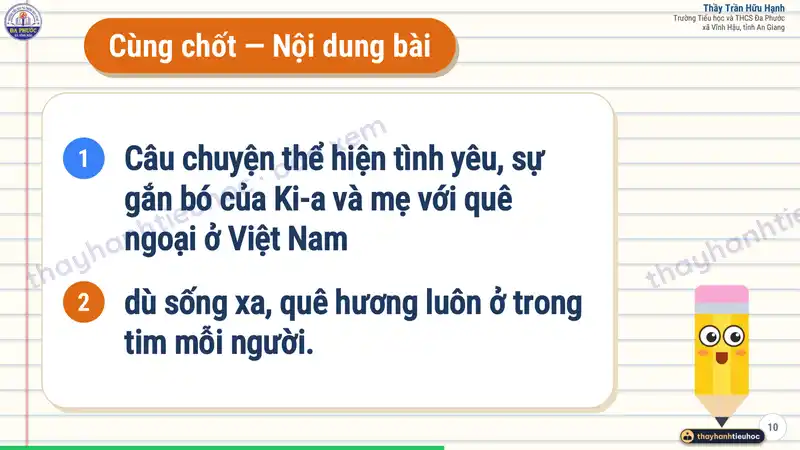 Thầy Trần Hữu Hạnh
Trường Tiểu học và THCS Đa Phước
xã Vĩnh Hậu, tỉnh An Giang
ĐA PHƯỚC
Cùng chốt — Nội dung bài
1 Câu chuyện thể hiện tình yêu, sự
gắn bó của Ki-a và mẹ với quê
ngoại ở Việt Nam
2 dù sống xa, quê hương luôn ở trong
tim mỗi người.
thayhanhtieuhoc
10